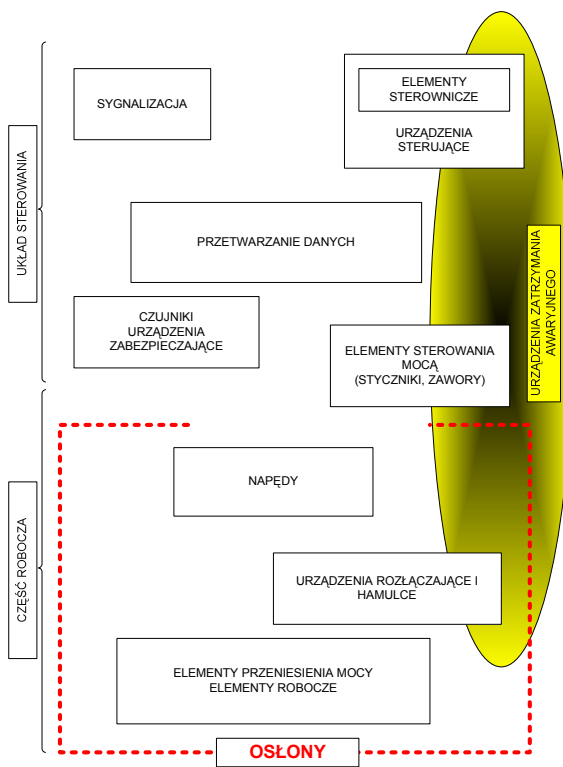 SYGNALIZACJA
ELEMENTY
STEROWNICZE
URZĄDZENIA
STERUJĄCE
UKŁAD STEROWANIA
PRZETWARZANIE DANYCH
URZĄDZENIA ZATRZYMANIA
AWARYJNEGO
CZUJNIKI
URZĄDZENIA
ZABEZPIECZAJĄCE
ELEMENTY STEROWANIA
MOCĄ
(STYCZNIKI, ZAWORY)
CZĘŚĆ ROBOCZA
NAPĘDY
URZĄDZENIA ROZŁĄCZAJĄCE I
HAMULCE
ELEMENTY PRZENIESIENIA MOCY
ELEMENTY ROBOCZE
OSŁONY